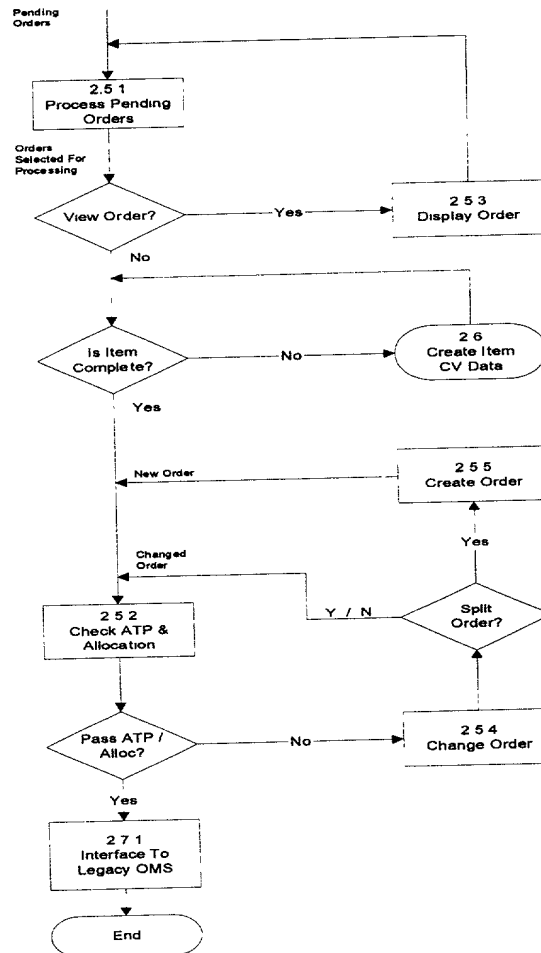 Pending
Orders
2.5 1
Process Pending
Orders
Orders
Selected For
Processing
View Order?
Yes
2 5 3
Display Order
No
Is Item
Complete?
No
2 6
Create Item
CV Data
Yes
New Order
2 5 5
Create Order
Yes
Changed
Order
2 5 2
Check ATP &
Allocation
Y / N
Split
Order?
Pass ATP /
Alloc?
No
2 5 4
Change Order
Yes
2 7 1
Interface To
Legacy OMS
End